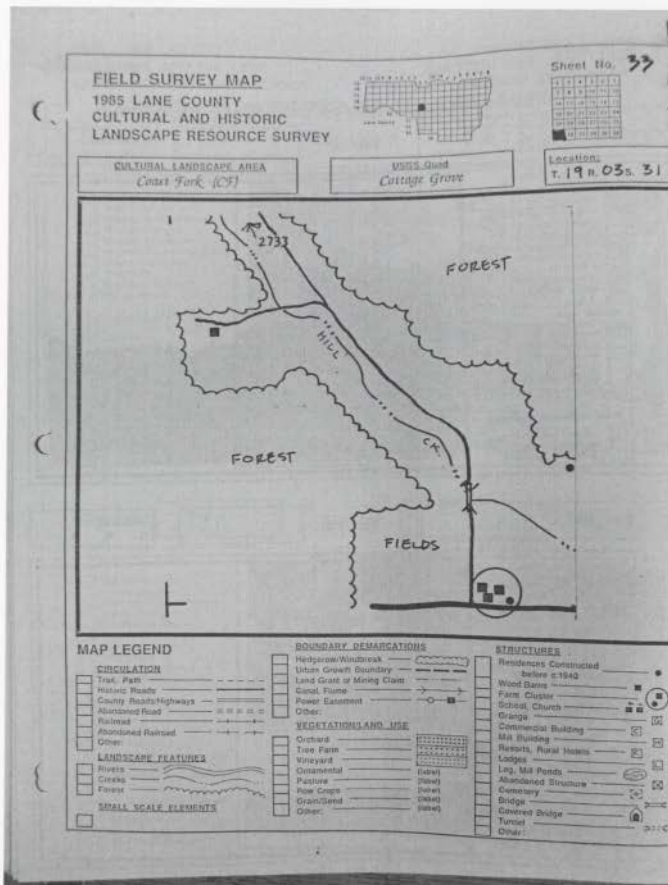 FIELD SURVEY MAP
1985 LANE COUNTY
CULTURAL AND HISTORIC
LANDSCAPE RESOURCE SURVEY
Sheet No. 33
CULTURAL LANDSCAPE AREA
Coast Fork (CF)
USGS Quad
Cottage Grove
Location:
T. 19 R. 03 S. 31
2733
FOREST
HILL
CK.
FOREST
FIELDS
MAP LEGEND
CIRCULATION
Trail, Path
Historic Roads
County Roads/Highways
Abandoned Road
Railroad
Abandoned Railroad
Other:
LANDSCAPE FEATURES
Rivers
Creeks
Forest
SMALL SCALE ELEMENTS
BOUNDARY DEMARCATIONS
Hedgerow/Windbreak
Urban Growth Boundary
Land Grant or Mining Claim
Canal, Flume
Power Easement
Other:
VEGETATION/LAND USE
Orchard
Tree Farm
Vineyard
Ornamental (label)
Pasture (label)
Row Crops (label)
Grain/Seed (label)
Other: (label)
STRUCTURES
Residences Constructed
before c.1940
Wood Barns
Farm Cluster
School, Church
Grange
Commercial Building
Mill Building
Resorts, Rural Hotels
Lodges
Log, Mill Ponds
Abandoned Structure
Cemetery
Bridge
Covered Bridge
Tunnel
Other: